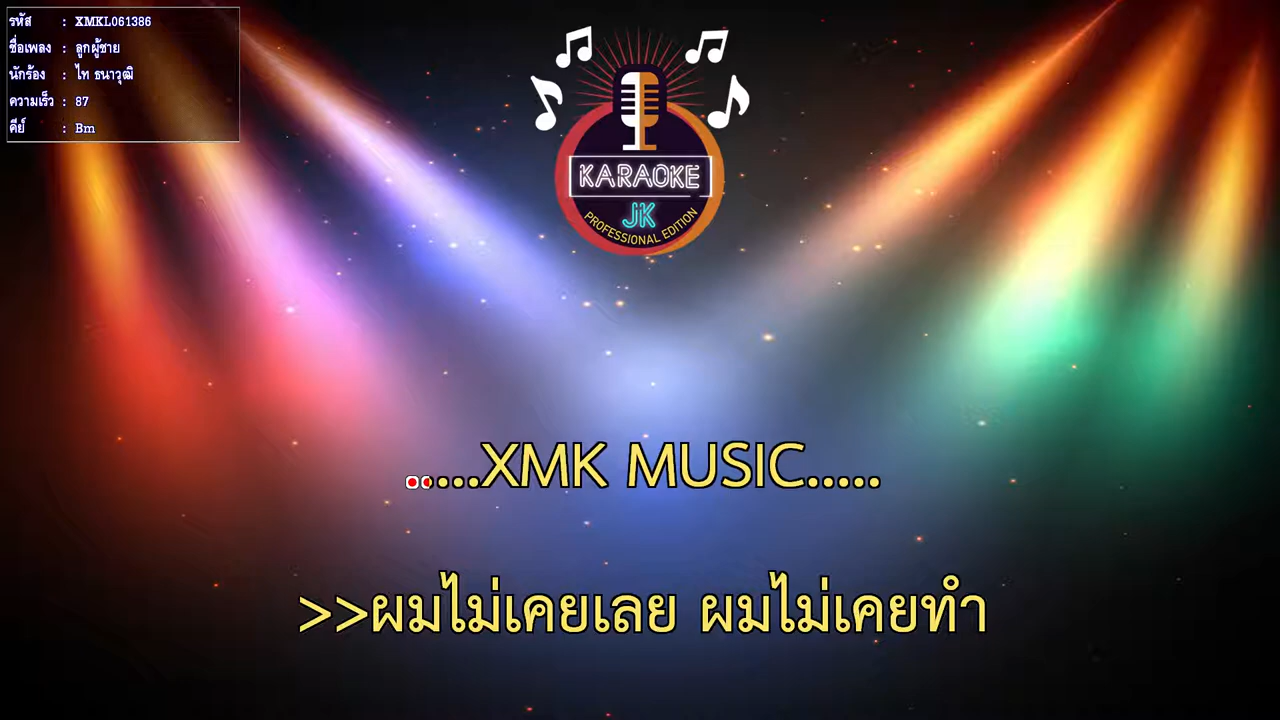 รหัส : XMKL061386
ชื่อเพลง : ลูกผู้ชาย
นักร้อง : ไท ธนาวุฒิ
ความเร็ว : 87
คีย์ : Bm
KARAOKE
JK
PROFESSIONAL EDITION
.....XMK MUSIC.....
>>ผมไม่เคยเลย ผมไม่เคยทำ